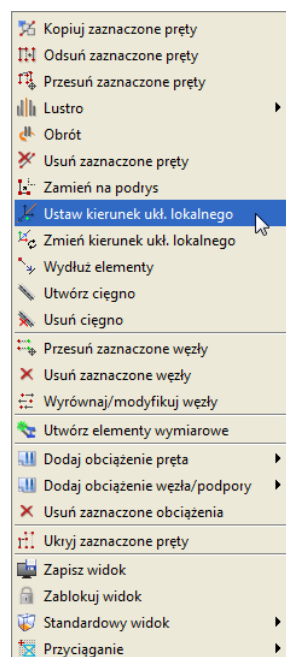 Kopiuj zaznaczone pręty
Odsuń zaznaczone pręty
Przesuń zaznaczone pręty
Lustro
Obrót
Usuń zaznaczone pręty
Zamień na podrys
Ustaw kierunek ukł. lokalnego
Zmień kierunek ukł. lokalnego
Wydłuż elementy
Utwórz cięgno
Usuń cięgno
Przesuń zaznaczone węzły
Usuń zaznaczone węzły
Wyrównaj/modyfikuj węzły
Utwórz elementy wymiarowe
Dodaj obciążenie pręta
Dodaj obciążenie węzła/podpory
Usuń zaznaczone obciążenia
Ukryj zaznaczone pręty
Zapisz widok
Zablokuj widok
Standardowy widok
Przyciąganie